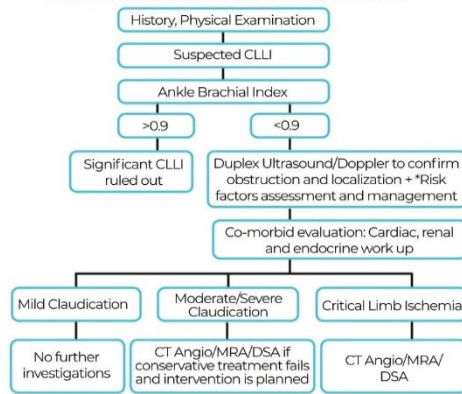 History, Physical Examination
Suspected CLLI
Ankle Brachial Index
>0.9
<0.9
Significant CLLI
ruled out
Duplex Ultrasound/Doppler to confirm
obstruction and localization + *Risk
factors assessment and management
Co-morbid evaluation: Cardiac, renal
and endocrine work up
Mild Claudication
Moderate/Severe
Claudication
Critical Limb Ischemia
No further
investigations
CT Angio/MRA/DSA if
conservative treatment fails
and intervention is planned
CT Angio/MRA/
DSA